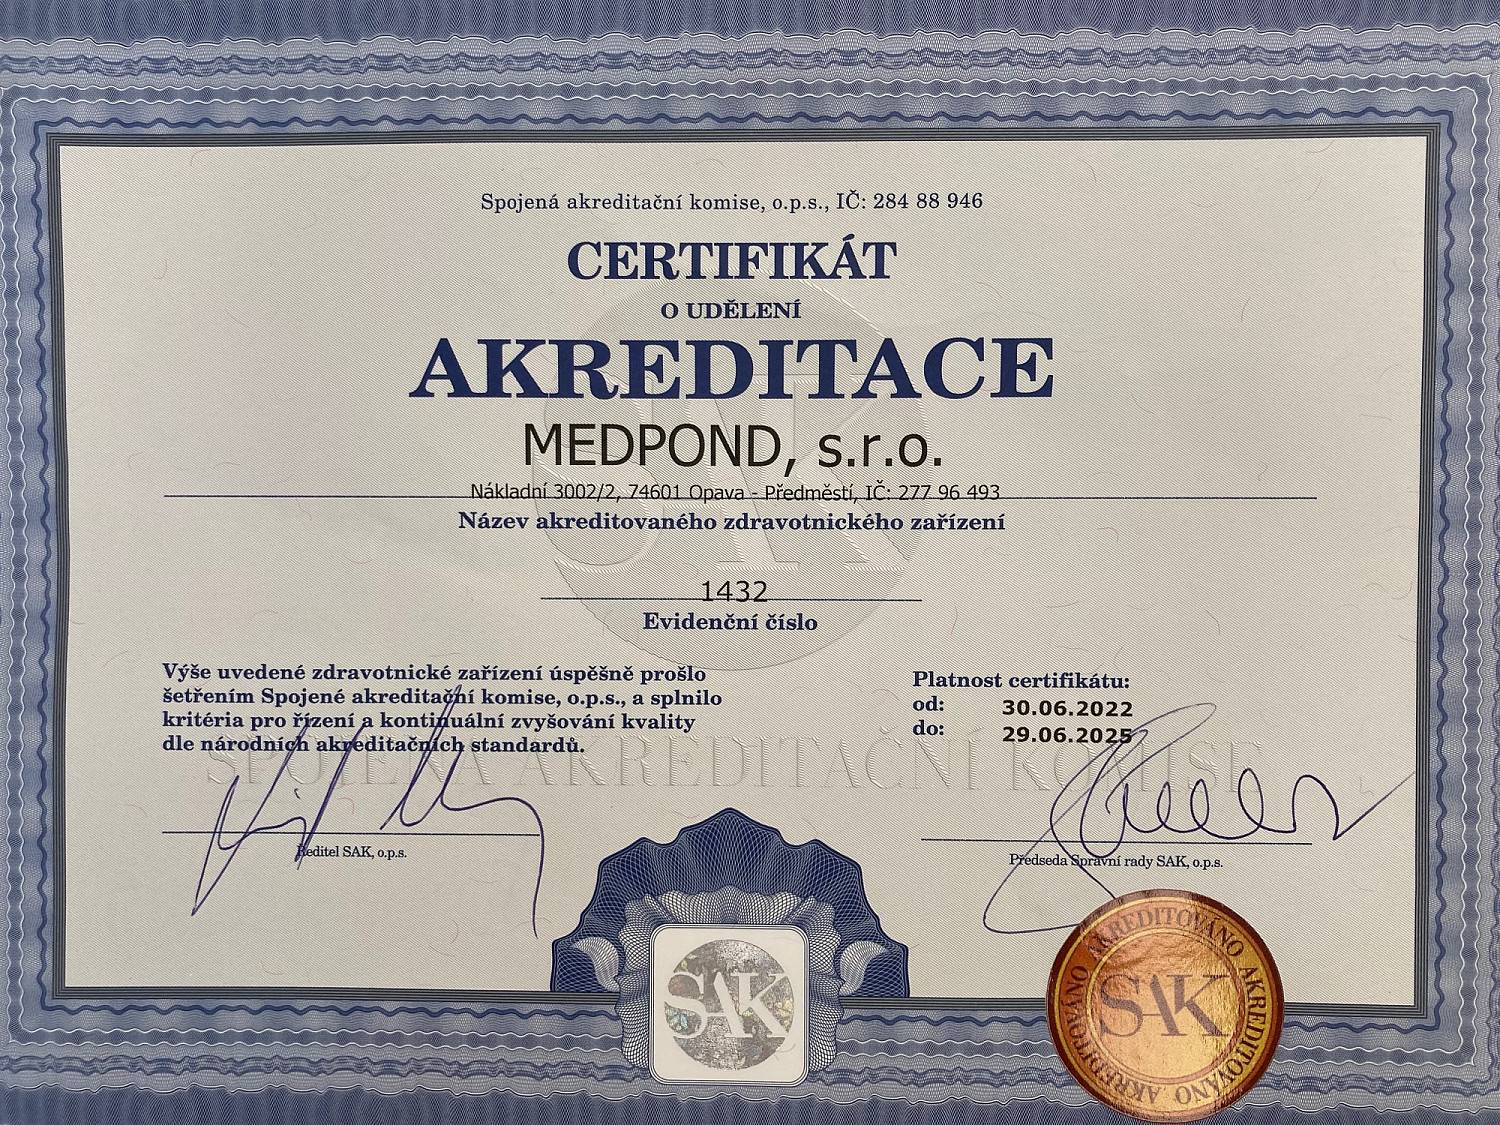 Spojená akreditační komise, o.p.s., IČ: 284 88 946
CERTIFIKÁT
O UDĚLENÍ
AKREDITACE
MEDPOND, s.r.o.
Nákladní 3002/2, 74601 Opava - Předměstí, IČ: 277 96 493
Název akreditovaného zdravotnického zařízení
1432
Evidenční číslo
Výše uvedené zdravotnické zařízení úspěšně prošlo
šetřením Spojené akreditační komise, o.p.s., a splnilo
kritéria pro řízení a kontinuální zvyšování kvality
dle národních akreditačních standardů.
Platnost certifikátu:
od: 30.06.2022
do: 29.06.2025
SPOJENÁ AKREDITAČNÍ KOMISE
Ředitel SAK, o.p.s.
Předseda Správní rady SAK, o.p.s.
SAK
SAK
AKREDITOVÁNO AKREDITOVÁNO AKREDITOVÁNO
SAK